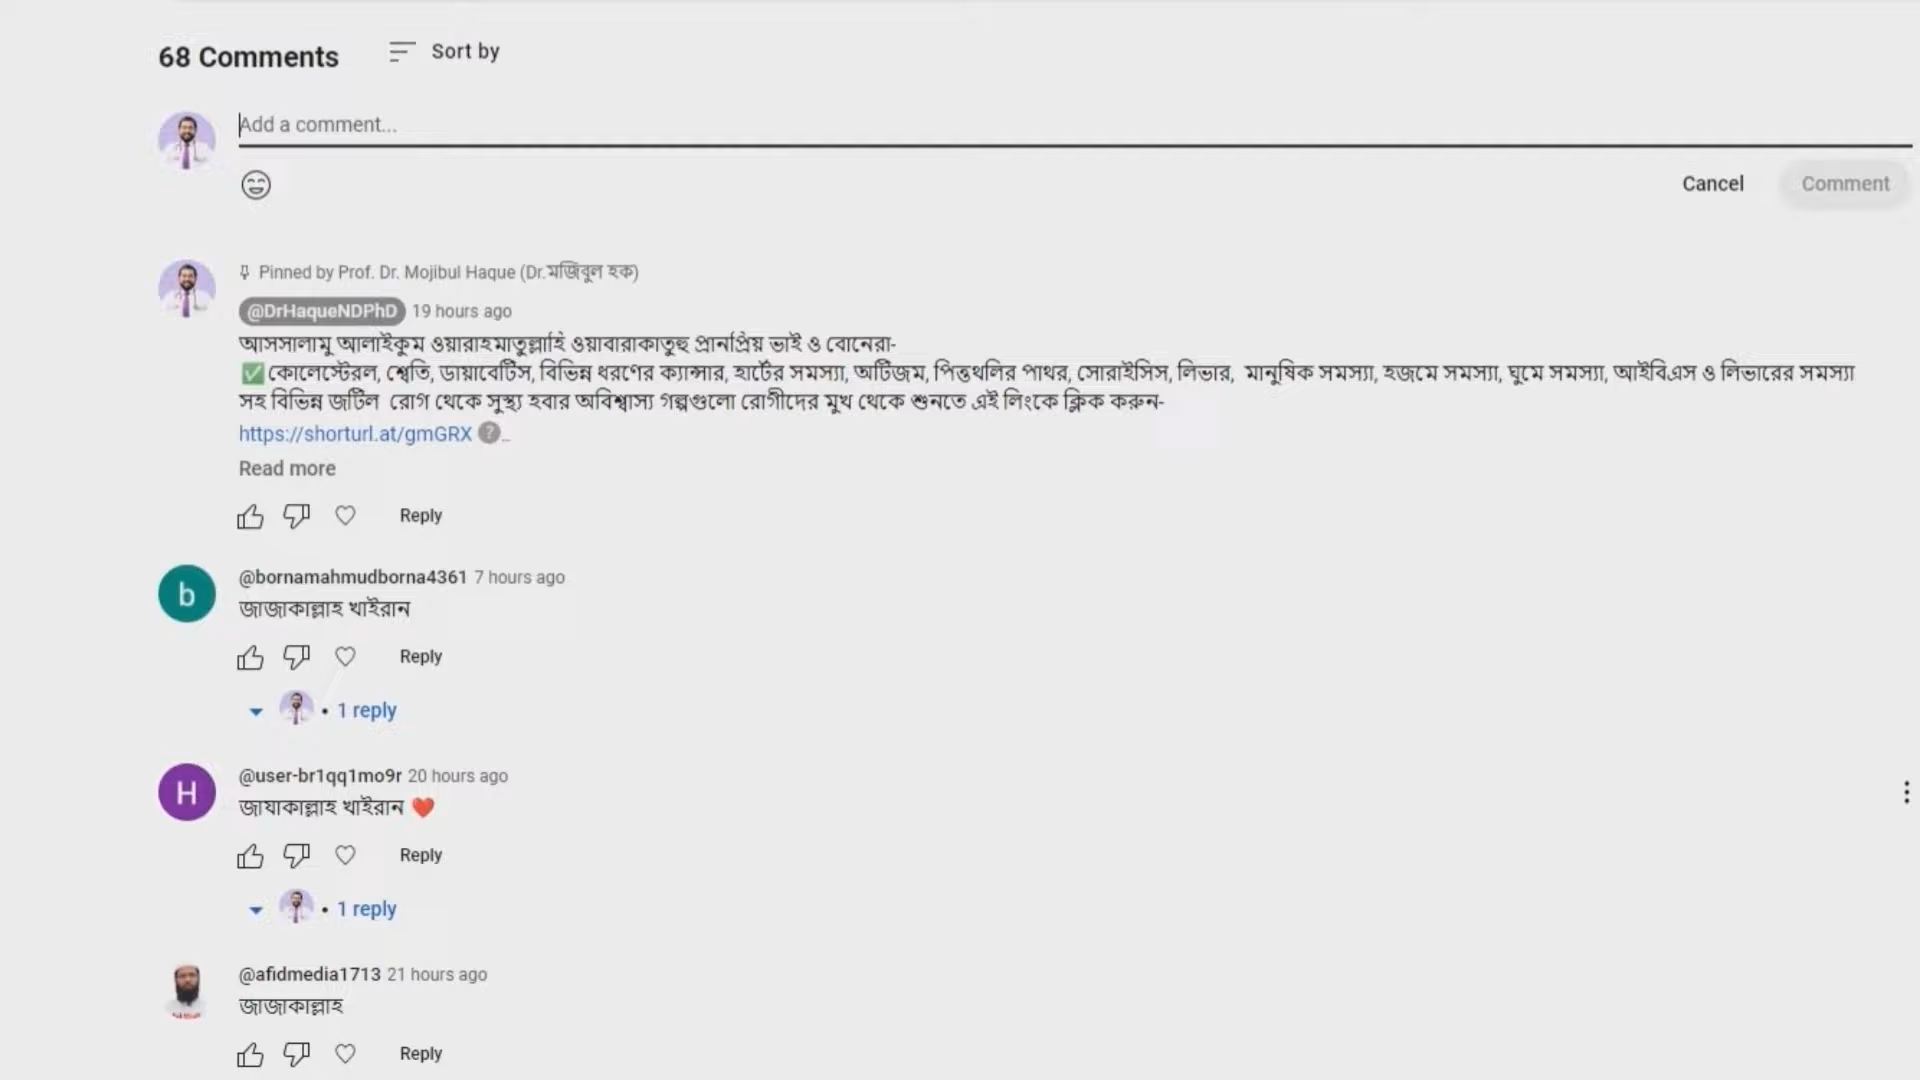 68 Comments
Sort by
Add a comment...
Cancel
Comment
Pinned by Prof. Dr. Mojibul Haque (Dr.মজিবুল হক)
@DrHaqueNDPhD 19 hours ago
আসসালামু আলাইকুম ওয়ারাহমাতুল্লাহি ওয়াবারাকাতুহু প্রানপ্রিয় ভাই ও বোনেরা-
✅কোলেস্টেরল, শ্বেতি, ডায়াবেটিস, বিভিন্ন ধরণের ক্যান্সার, হার্টের সমস্যা, অটিজম, পিত্তথলির পাথর, সোরাইসিস, লিভার, মানুষিক সমস্যা, হজমে সমস্যা, ঘুমে সমস্যা, আইবিএস ও লিভারের সমস্যা
সহ বিভিন্ন জটিল রোগ থেকে সুস্থ্য হবার অবিশ্বাস্য গল্পগুলো রোগীদের মুখ থেকে শুনতে এই লিংকে ক্লিক করুন-
https://shorturl.at/gmGRX ?...
Read more
Reply
b
@bornamahmudborna4361 7 hours ago
জাজাকাল্লাহ খাইরান
Reply
• 1 reply
H
@user-br1qq1mo9r 20 hours ago
জাযাকাল্লাহ খাইরান ❤️
Reply
• 1 reply
@afidmedia1713 21 hours ago
জাজাকাল্লাহ
Reply